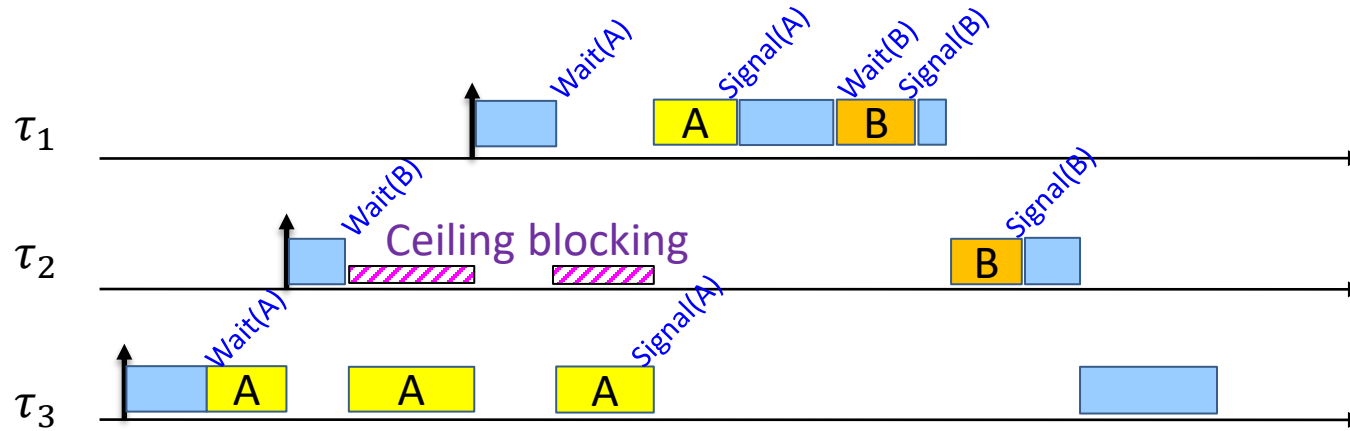 Wait(A)
Signal(A)
Wait(B)
Signal(B)
τ₁
A
B
Wait(B)
Signal(B)
Ceiling blocking
τ₂
B
Wait(A)
Signal(A)
τ₃
A
A
A